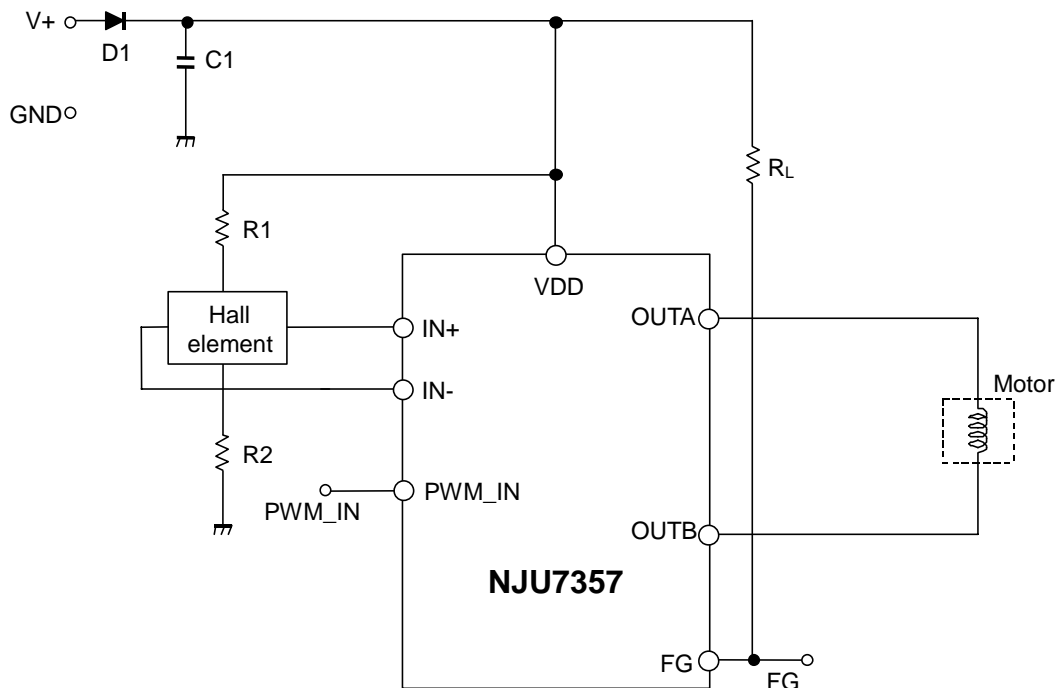 V+
D1
C1
GND
RL
R1
VDD
Hall
element
IN+
OUTA
IN-
Motor
R2
PWM_IN
PWM_IN
OUTB
NJU7357
FG
FG